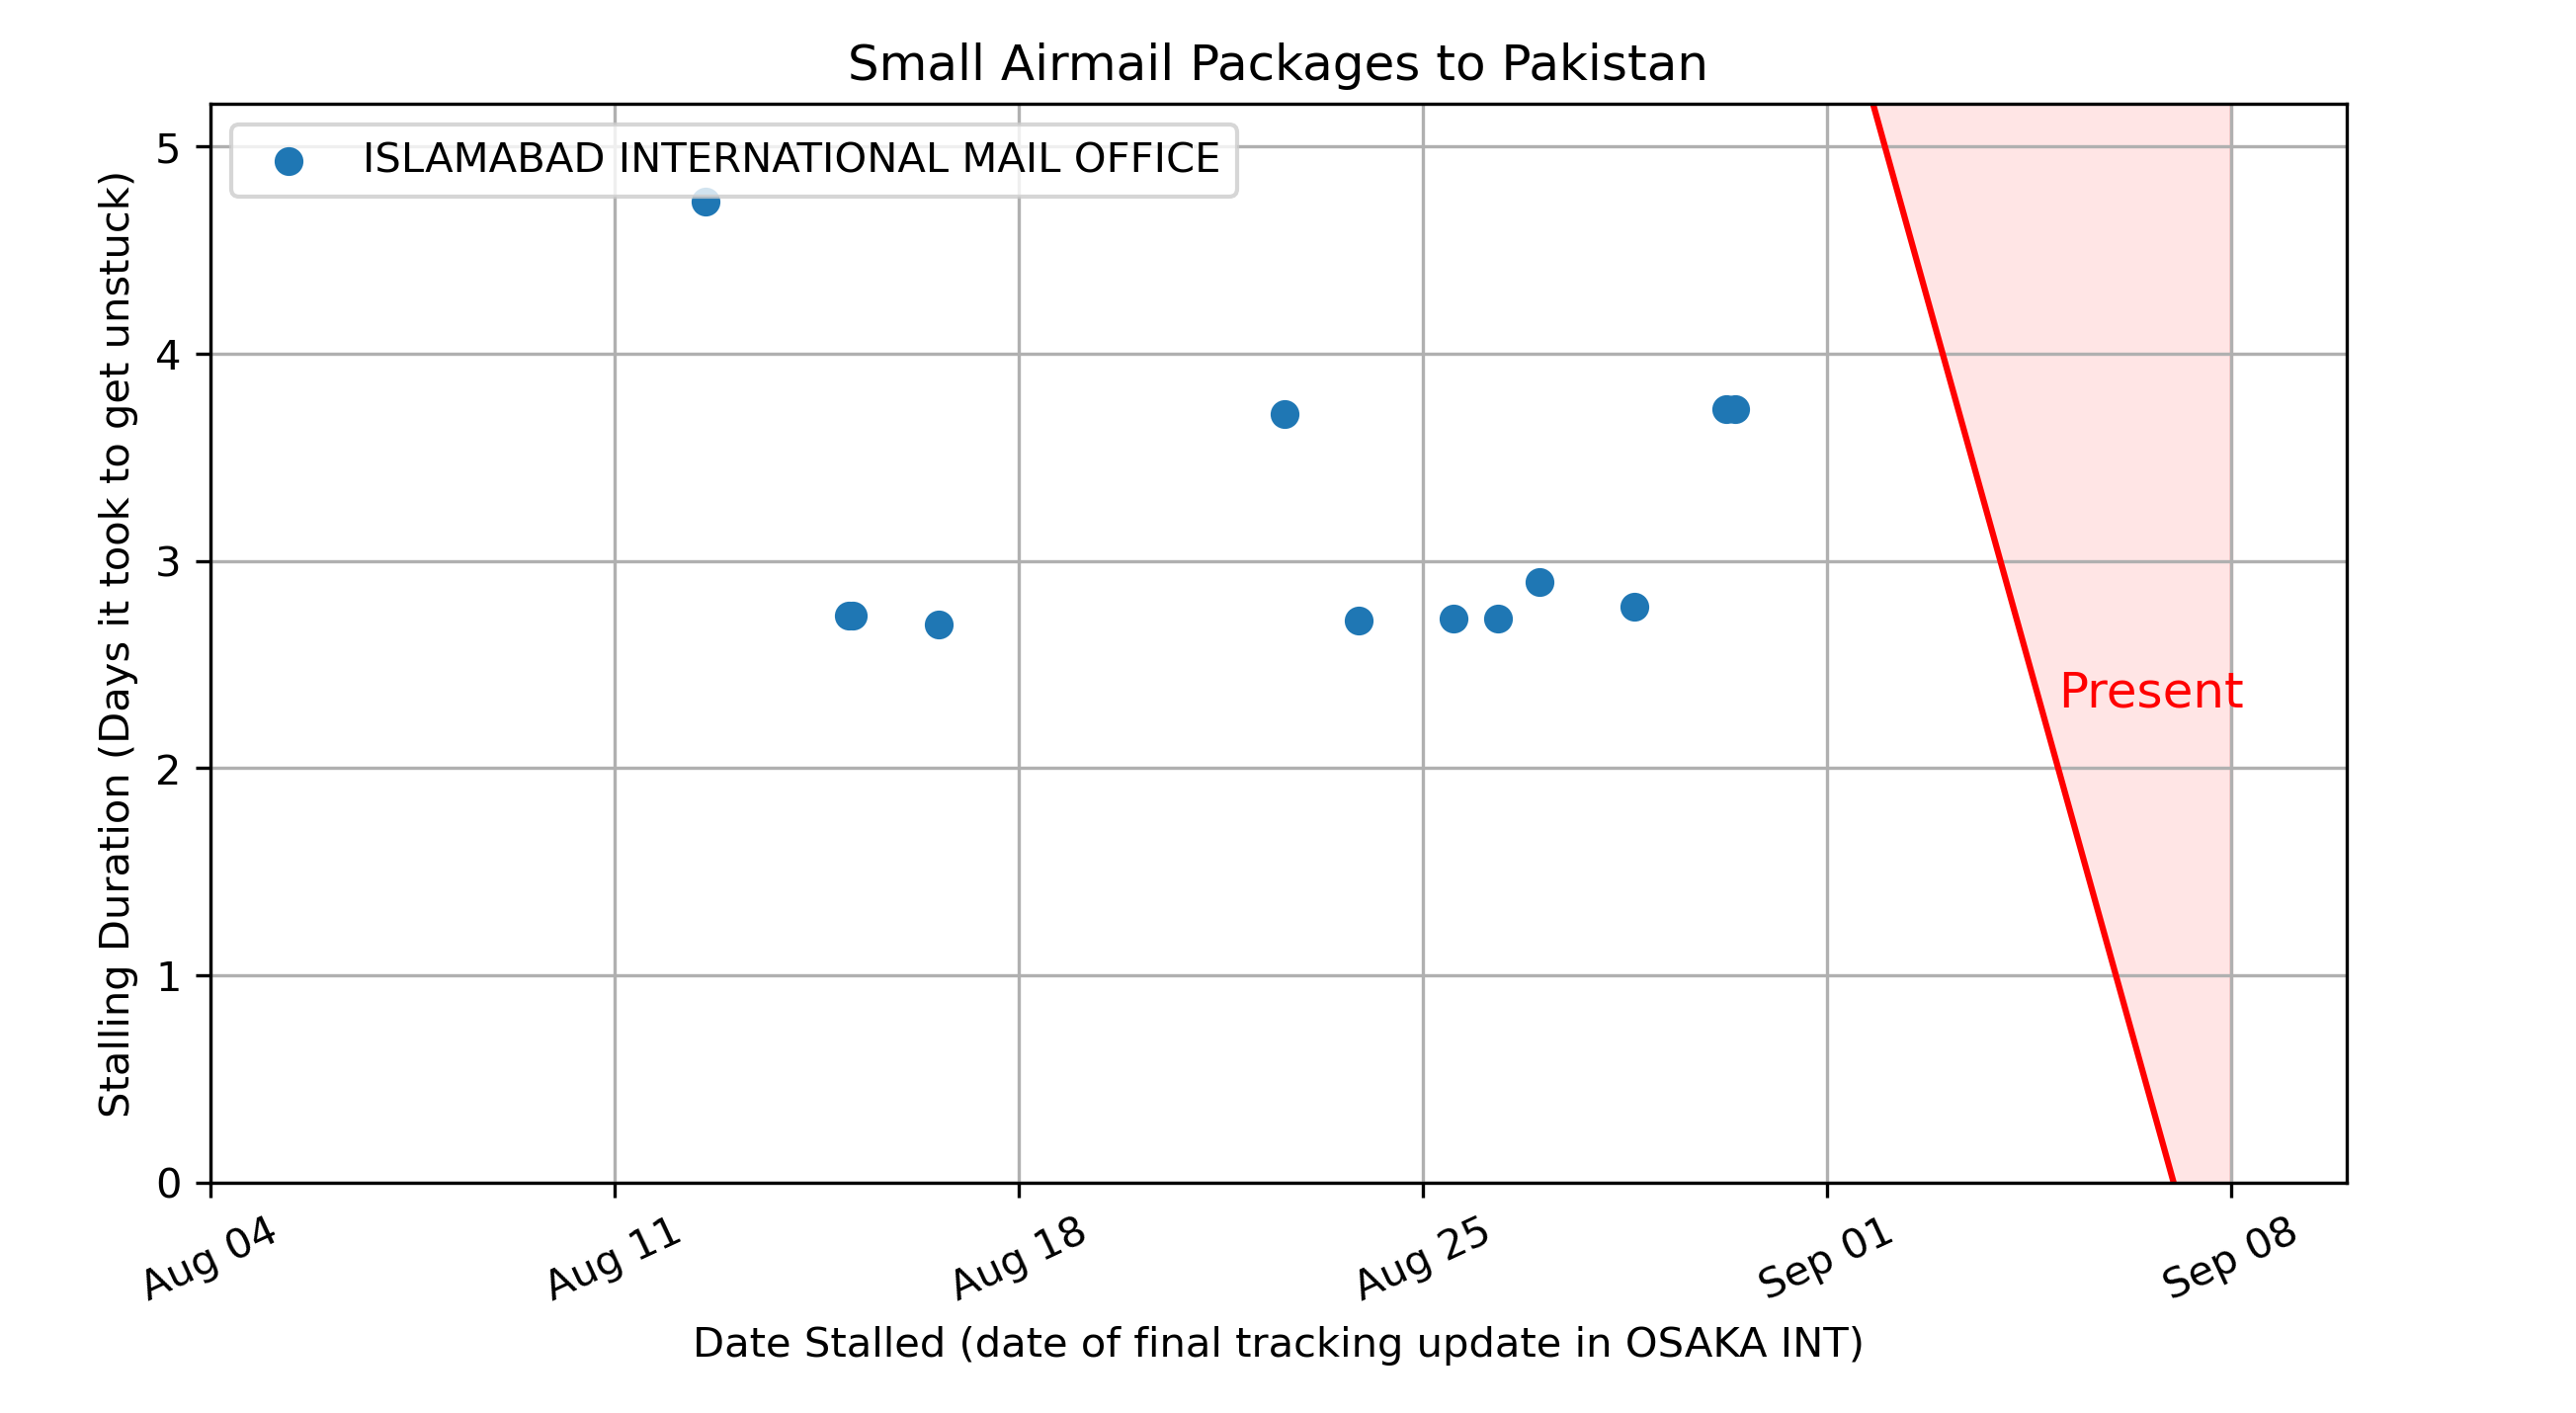 Small Airmail Packages to Pakistan
ISLAMABAD INTERNATIONAL MAIL OFFICE
Stalling Duration (Days it took to get unstuck)
5
4
3
2
1
0
Present
Aug 04
Aug 11
Aug 18
Aug 25
Sep 01
Sep 08
Date Stalled (date of final tracking update in OSAKA INT)